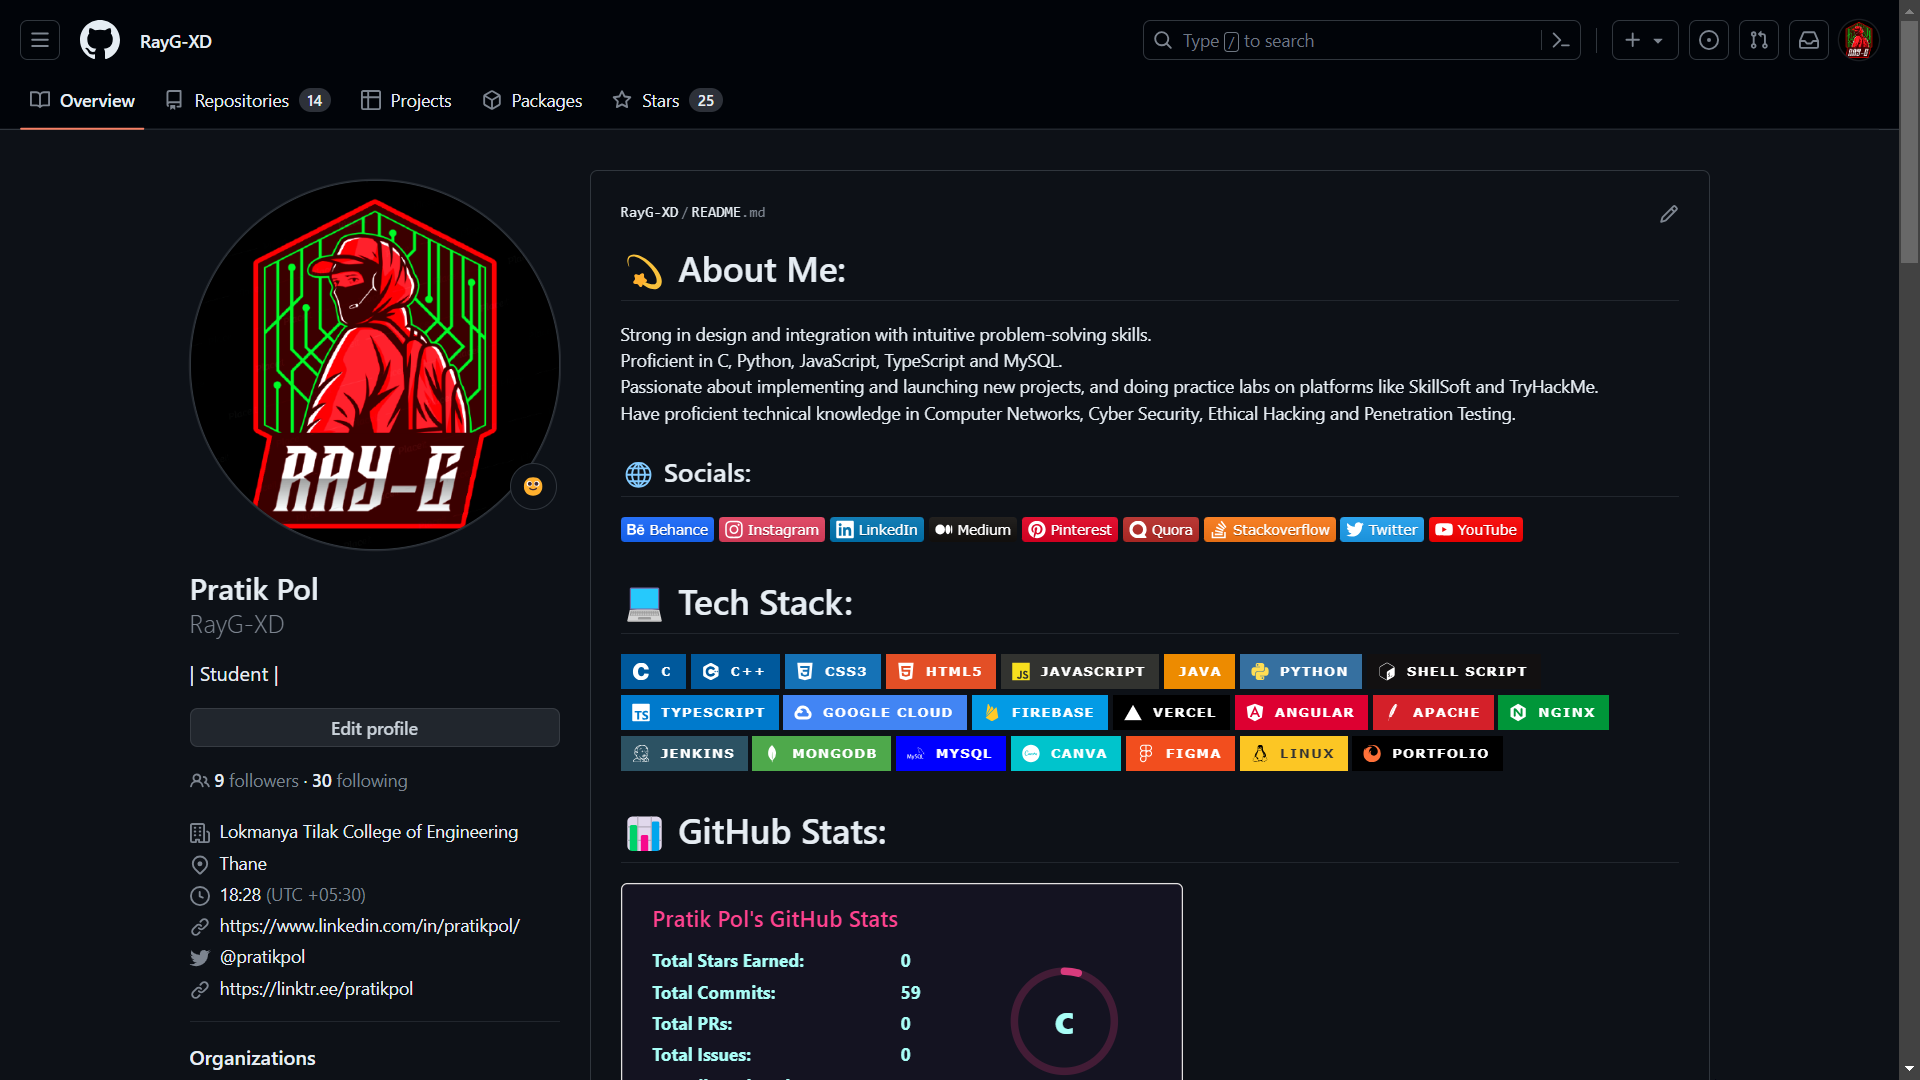 RayG-XD
Type / to search
Overview
Repositories 14
Projects
Packages
Stars 25
RAY-G
Pratik Pol
RayG-XD
| Student |
Edit profile
9 followers · 30 following
Lokmanya Tilak College of Engineering
Thane
18:28 (UTC +05:30)
https://www.linkedin.com/in/pratikpol/
@pratikpol
https://linktr.ee/pratikpol
Organizations
RayG-XD / README.md
About Me:
Strong in design and integration with intuitive problem-solving skills.
Proficient in C, Python, JavaScript, TypeScript and MySQL.
Passionate about implementing and launching new projects, and doing practice labs on platforms like SkillSoft and TryHackMe.
Have proficient technical knowledge in Computer Networks, Cyber Security, Ethical Hacking and Penetration Testing.
Socials:
Bē Behance Instagram in LinkedIn Medium Pinterest Quora Stackoverflow Twitter YouTube
Tech Stack:
C C++ CSS3 HTML5 JS JAVASCRIPT JAVA PYTHON SHELL SCRIPT
TS TYPESCRIPT GOOGLE CLOUD FIREBASE VERCEL ANGULAR APACHE NGINX
JENKINS MONGODB MySQL MYSQL CANVA FIGMA LINUX PORTFOLIO
GitHub Stats:
Pratik Pol's GitHub Stats
Total Stars Earned: 0
Total Commits: 59
Total PRs: 0
Total Issues: 0
C